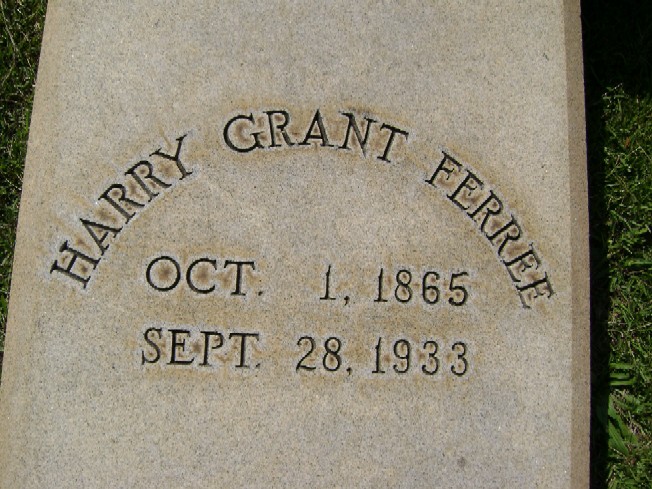 HARRY GRANT FERREE
OCT. 1, 1865
SEPT. 28, 1933